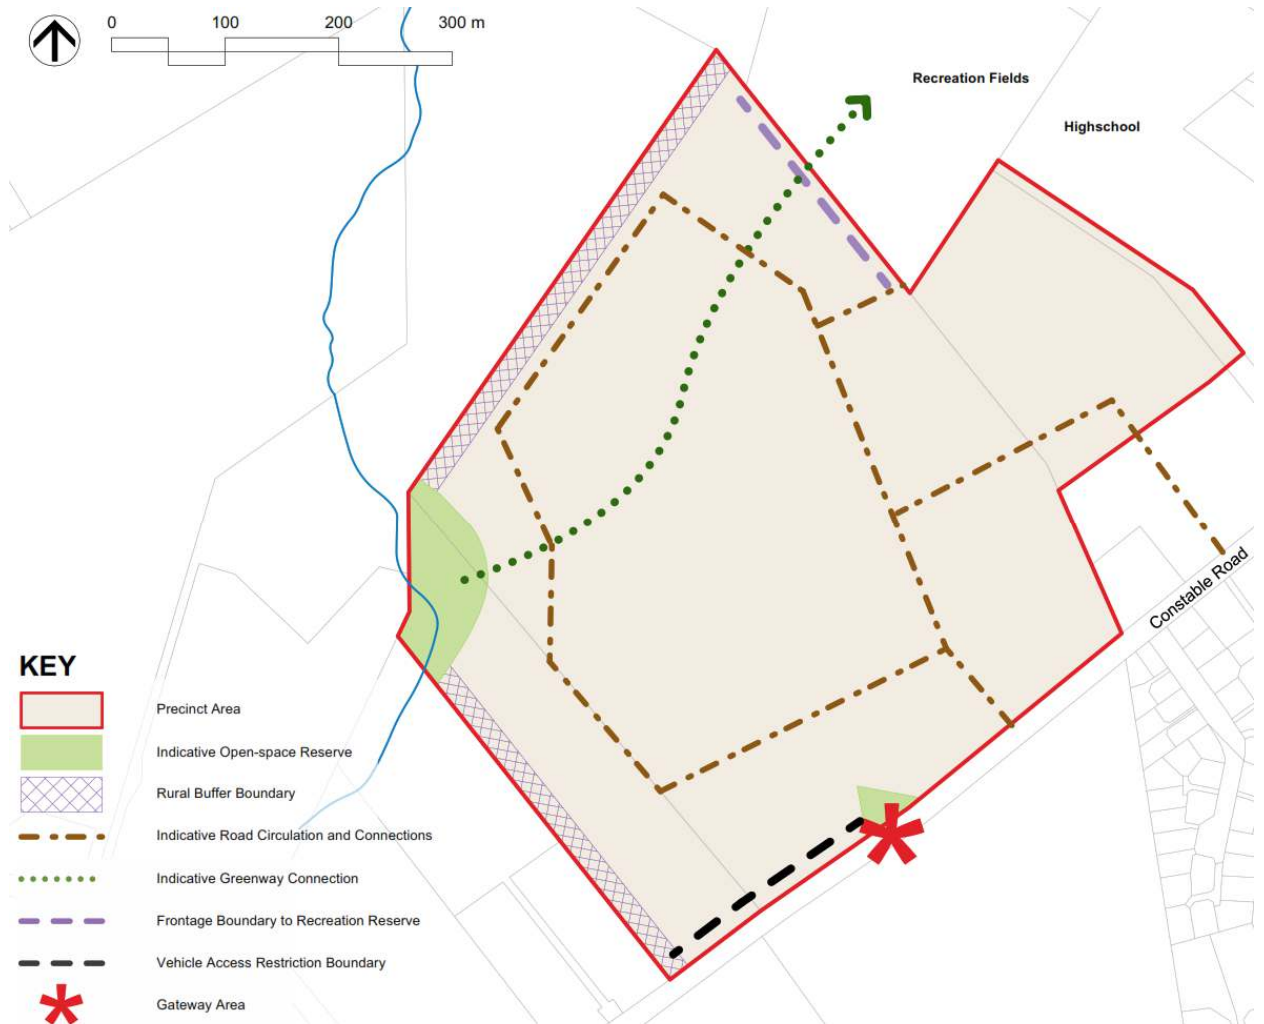 0 100 200 300 m
Recreation Fields
Highschool
Constable Road
KEY
Precinct Area
Indicative Open-space Reserve
Rural Buffer Boundary
Indicative Road Circulation and Connections
Indicative Greenway Connection
Frontage Boundary to Recreation Reserve
Vehicle Access Restriction Boundary
Gateway Area